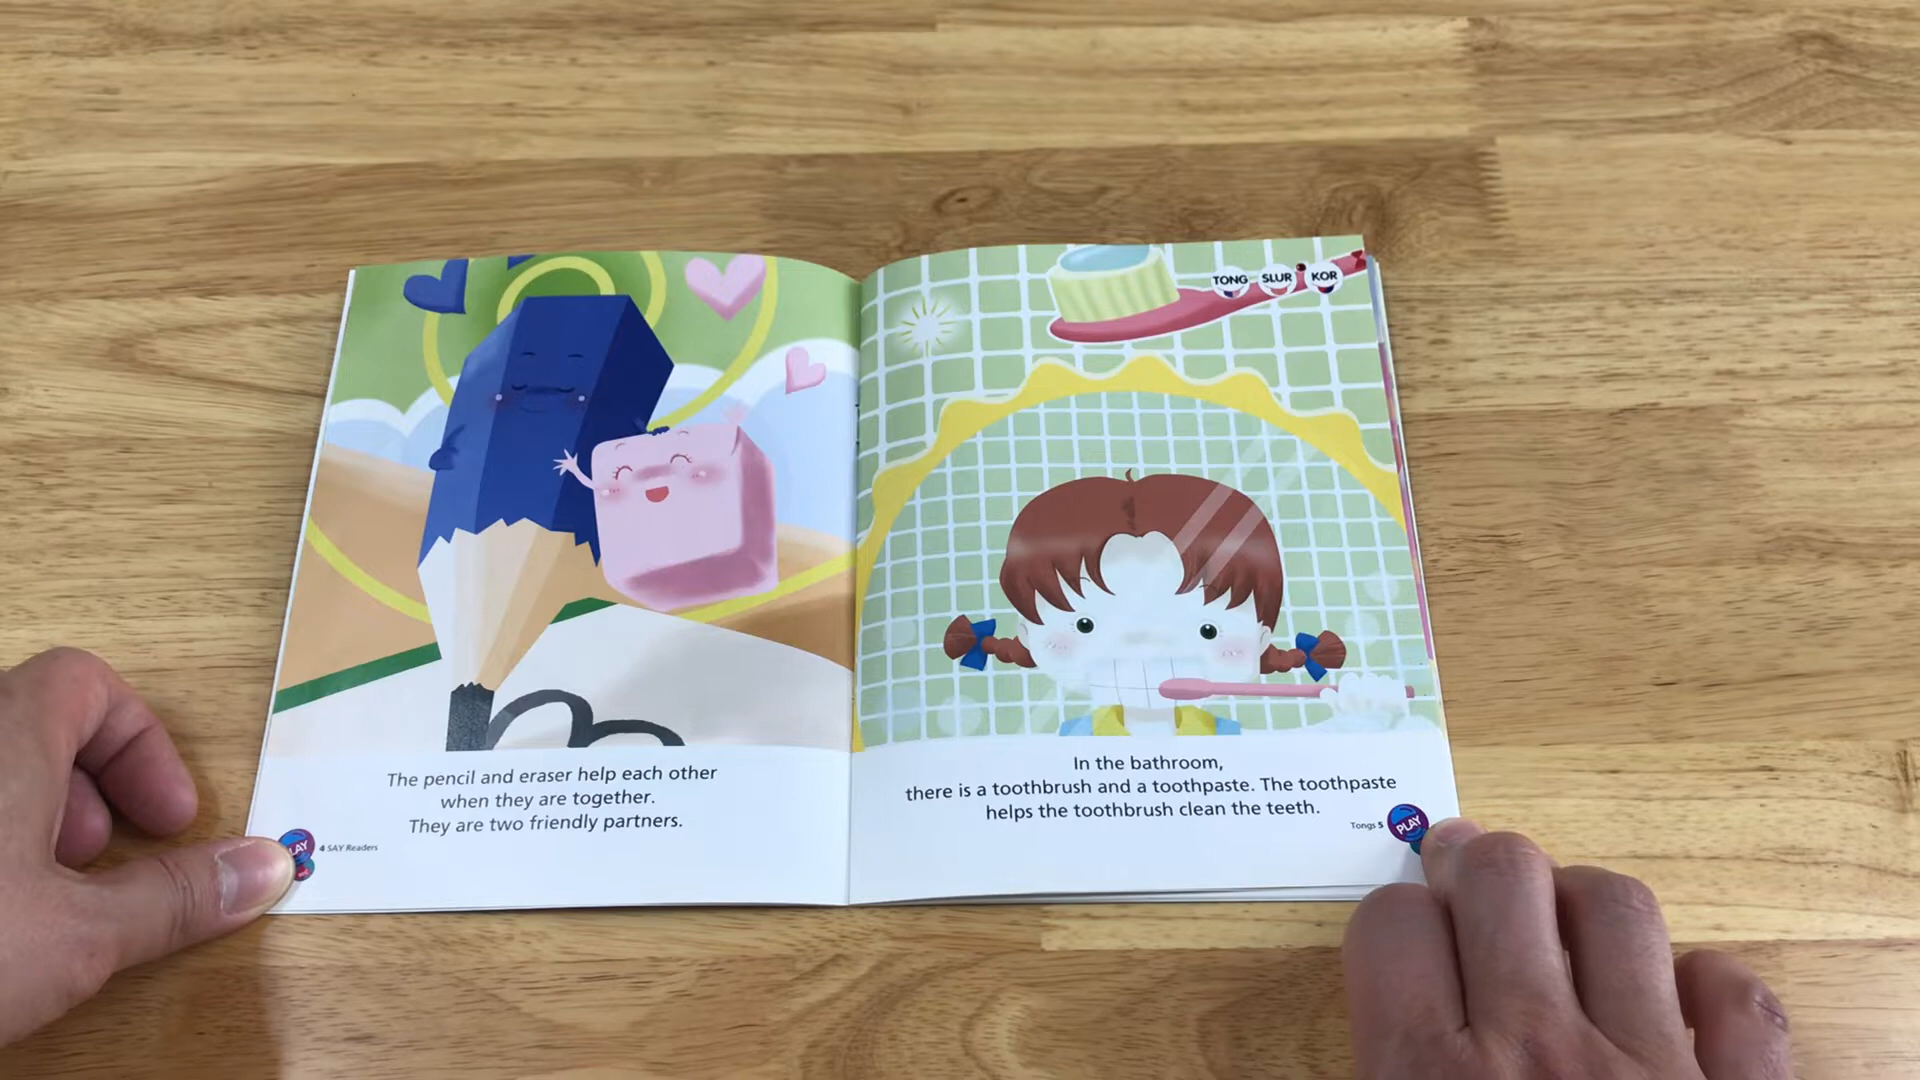 The pencil and eraser help each other
when they are together.
They are two friendly partners.
4 SAY Readers
TONG SLUR KOR
In the bathroom,
there is a toothbrush and a toothpaste. The toothpaste
helps the toothbrush clean the teeth.
Tongs 5
PLAY